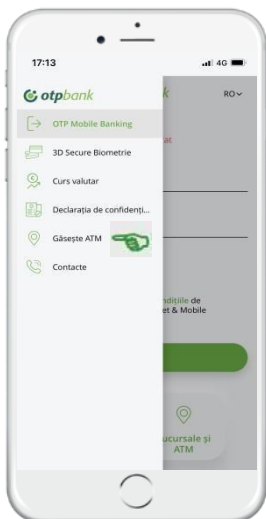 17:13
4G
otpbank
k
RO
OTP Mobile Banking
tat
3D Secure Biometrie
Curs valutar
Declarația de confidenți...
Găsește ATM
Contacte
ndițiile de
et & Mobile
ucursale și
ATM